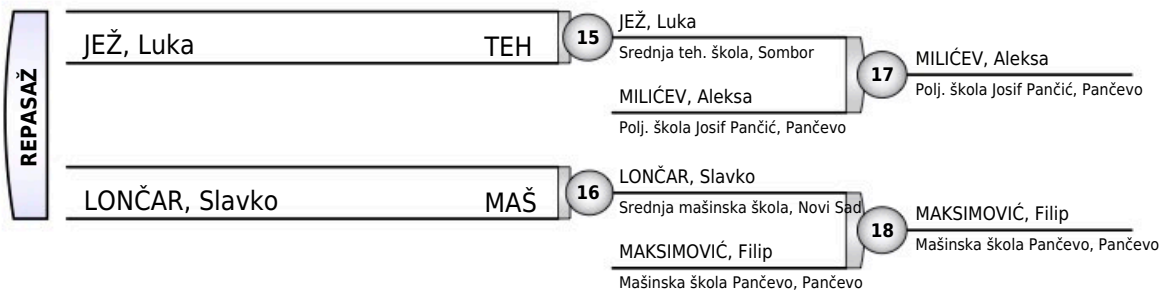 REPASAŽ
JEŽ, Luka TEH
15
JEŽ, Luka
Srednja teh. škola, Sombor
MILIĆEV, Aleksa
Polj. škola Josif Pančić, Pančevo
17
MILIĆEV, Aleksa
Polj. škola Josif Pančić, Pančevo
LONČAR, Slavko MAŠ
16
LONČAR, Slavko
Srednja mašinska škola, Novi Sad
MAKSIMOVIĆ, Filip
Mašinska škola Pančevo, Pančevo
18
MAKSIMOVIĆ, Filip
Mašinska škola Pančevo, Pančevo